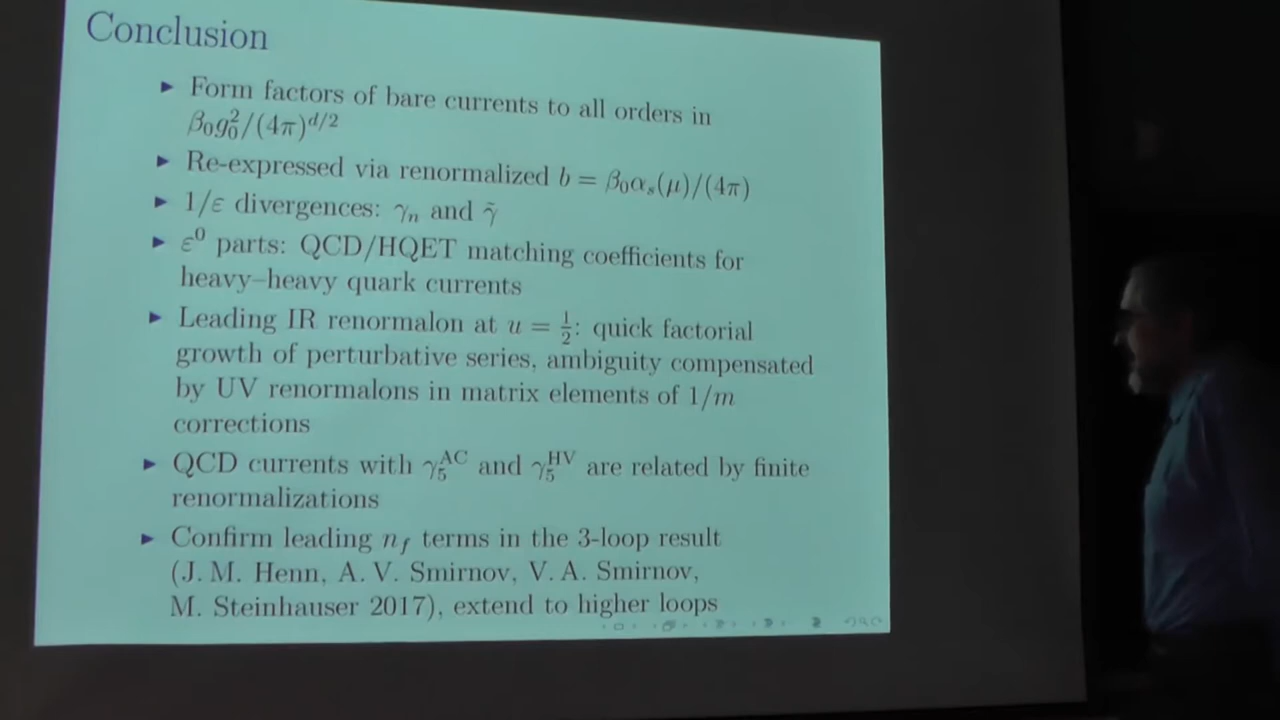 Conclusion
► Form factors of bare currents to all orders in
β₀g₀²/(4π)^{d/2}
► Re-expressed via renormalized b = β₀αₛ(μ)/(4π)
► 1/ε divergences: γₙ and γ̃
► ε⁰ parts: QCD/HQET matching coefficients for
heavy–heavy quark currents
► Leading IR renormalon at u = ½: quick factorial
growth of perturbative series, ambiguity compensated
by UV renormalons in matrix elements of 1/m
corrections
► QCD currents with γ₅^{AC} and γ₅^{HV} are related by finite
renormalizations
► Confirm leading n_f terms in the 3-loop result
(J. M. Henn, A. V. Smirnov, V. A. Smirnov,
M. Steinhauser 2017), extend to higher loops